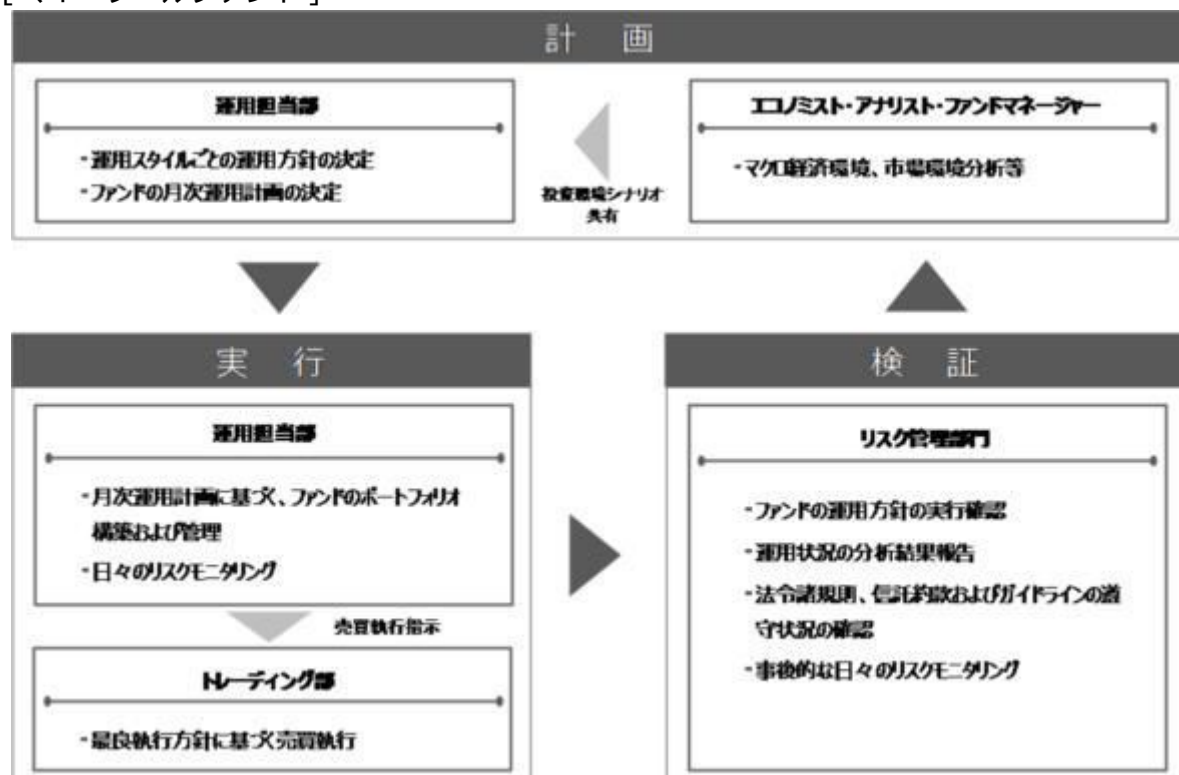 計 画
運用担当部
・運用スタイルごとの運用方針の決定
・ファンドの月次運用計画の決定
投資環境シナリオ
共有
エコノミスト・アナリスト・ファンドマネージャー
・マクロ経済環境、市場環境分析等
実 行
運用担当部
・月次運用計画に基づく、ファンドのポートフォリオ
構築および管理
・日々のリスクモニタリング
売買執行指示
トレーディング部
・最良執行方針に基づく売買執行
検 証
リスク管理部門
・ファンドの運用方針の実行確認
・運用状況の分析結果報告
・法令諸規則、信託約款およびガイドラインの遵
守状況の確認
・事後的な日々のリスクモニタリング